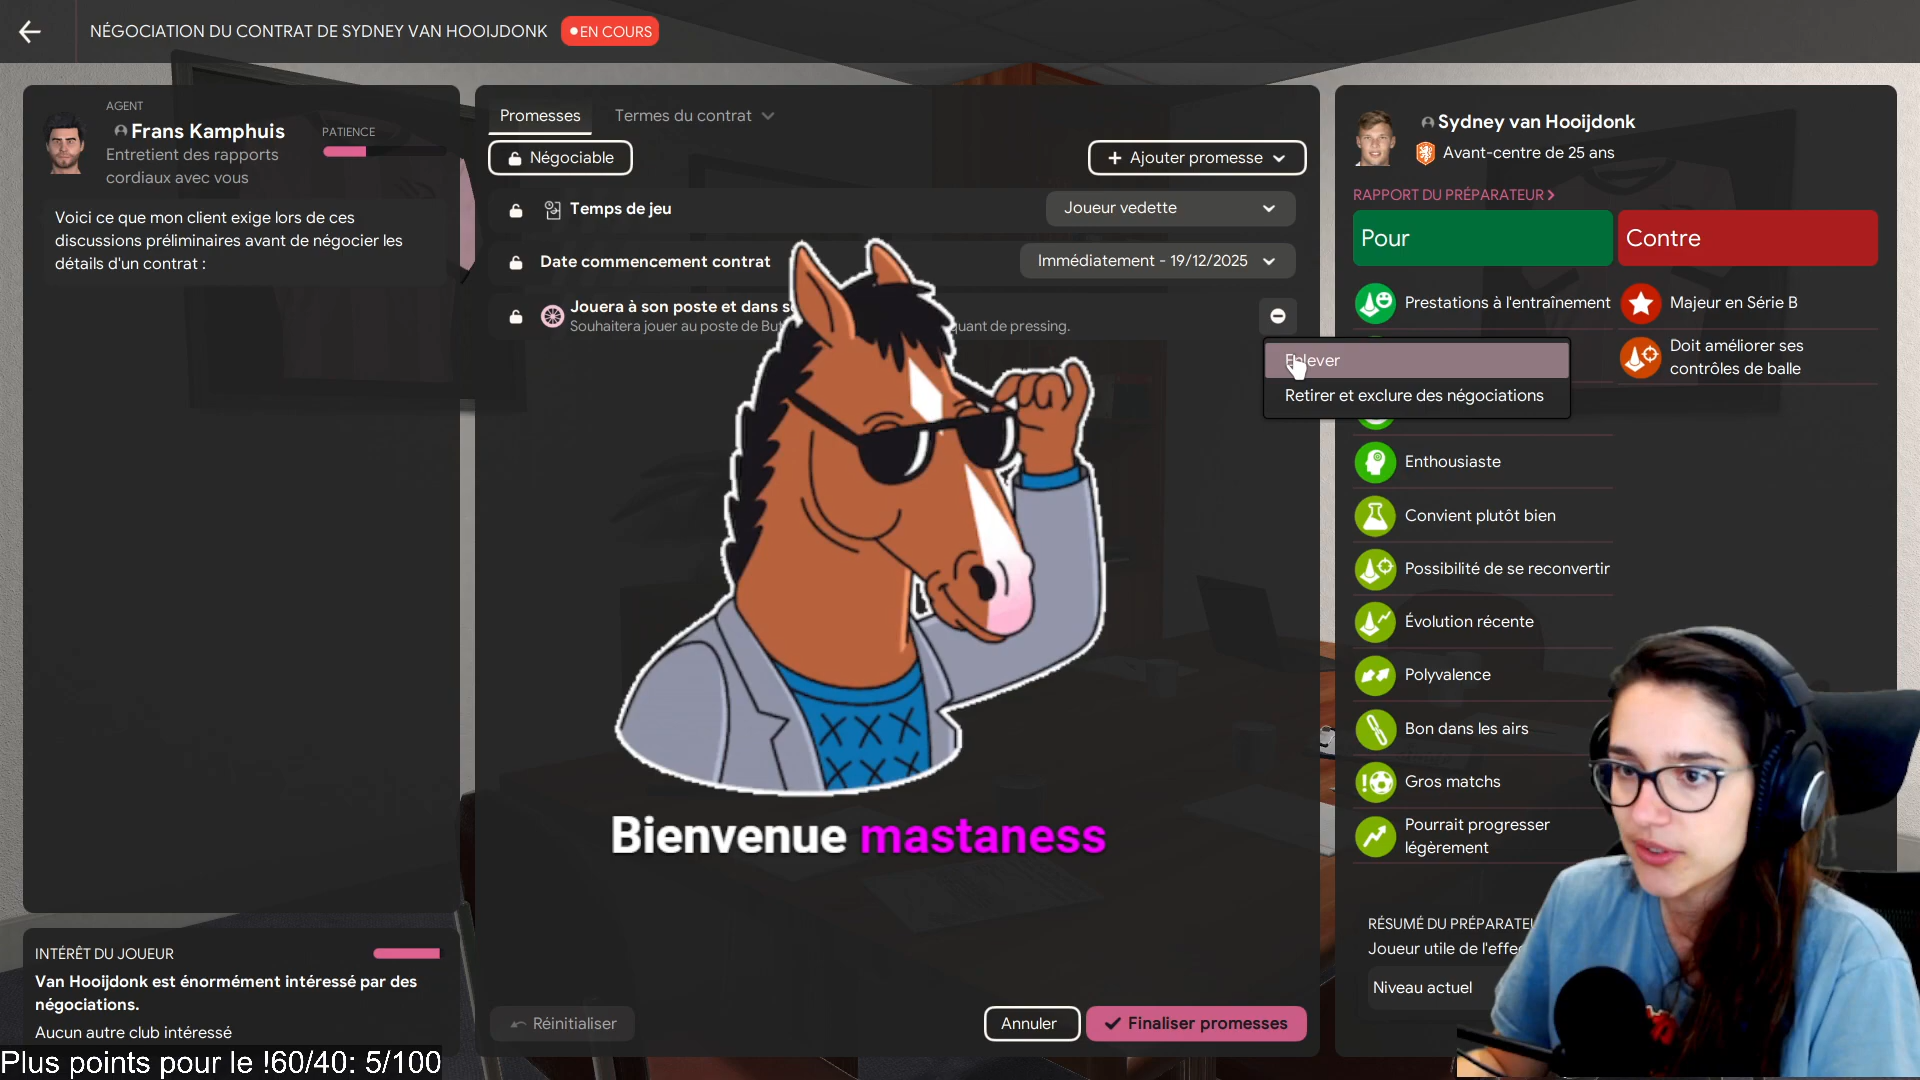 NÉGOCIATION DU CONTRAT DE SYDNEY VAN HOOIJDONK
EN COURS
AGENT
Frans Kamphuis
Entretient des rapports
cordiaux avec vous
PATIENCE
Voici ce que mon client exige lors de ces
discussions préliminaires avant de négocier les
détails d'un contrat :
INTÉRÊT DU JOUEUR
Van Hooijdonk est énormément intéressé par des
négociations.
Aucun autre club intéressé
Plus points pour le !60/40: 5/100
Promesses
Termes du contrat
Négociable
Ajouter promesse
Temps de jeu
Joueur vedette
Date commencement contrat
Immédiatement - 19/12/2025
Jouera à son poste et dans
Souhaitera jouer au poste de
de pressing.
Enlever
Retirer et exclure des négociations
Bienvenue mastaness
Réinitialiser
Annuler
Finaliser promesses
Sydney van Hooijdonk
Avant-centre de 25 ans
RAPPORT DU PRÉPARATEUR
Pour
Contre
Prestations à l'entraînement
Majeur en Série B
Doit améliorer ses
contrôles de balle
Enthousiaste
Convient plutôt bien
Possibilité de se reconvertir
Évolution récente
Polyvalence
Bon dans les airs
Gros matchs
Pourrait progresser
légèrement
RÉSUMÉ DU
Joueur utile de
Niveau actuel